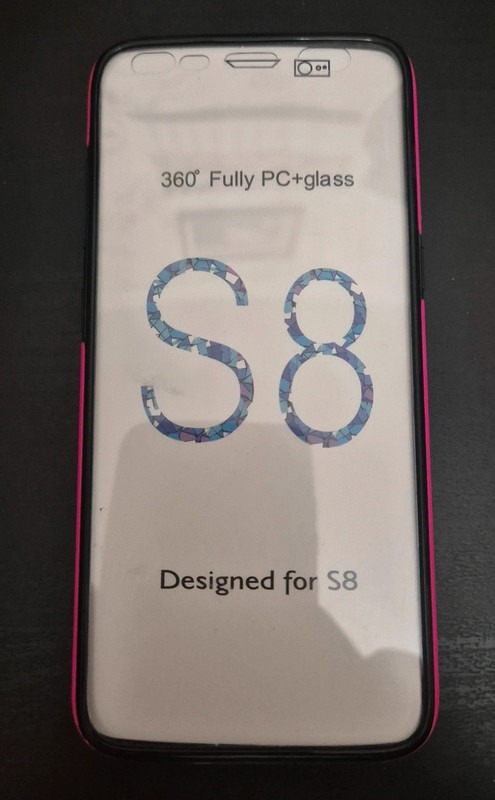 360° Fully PC+glass
S8
Designed for S8